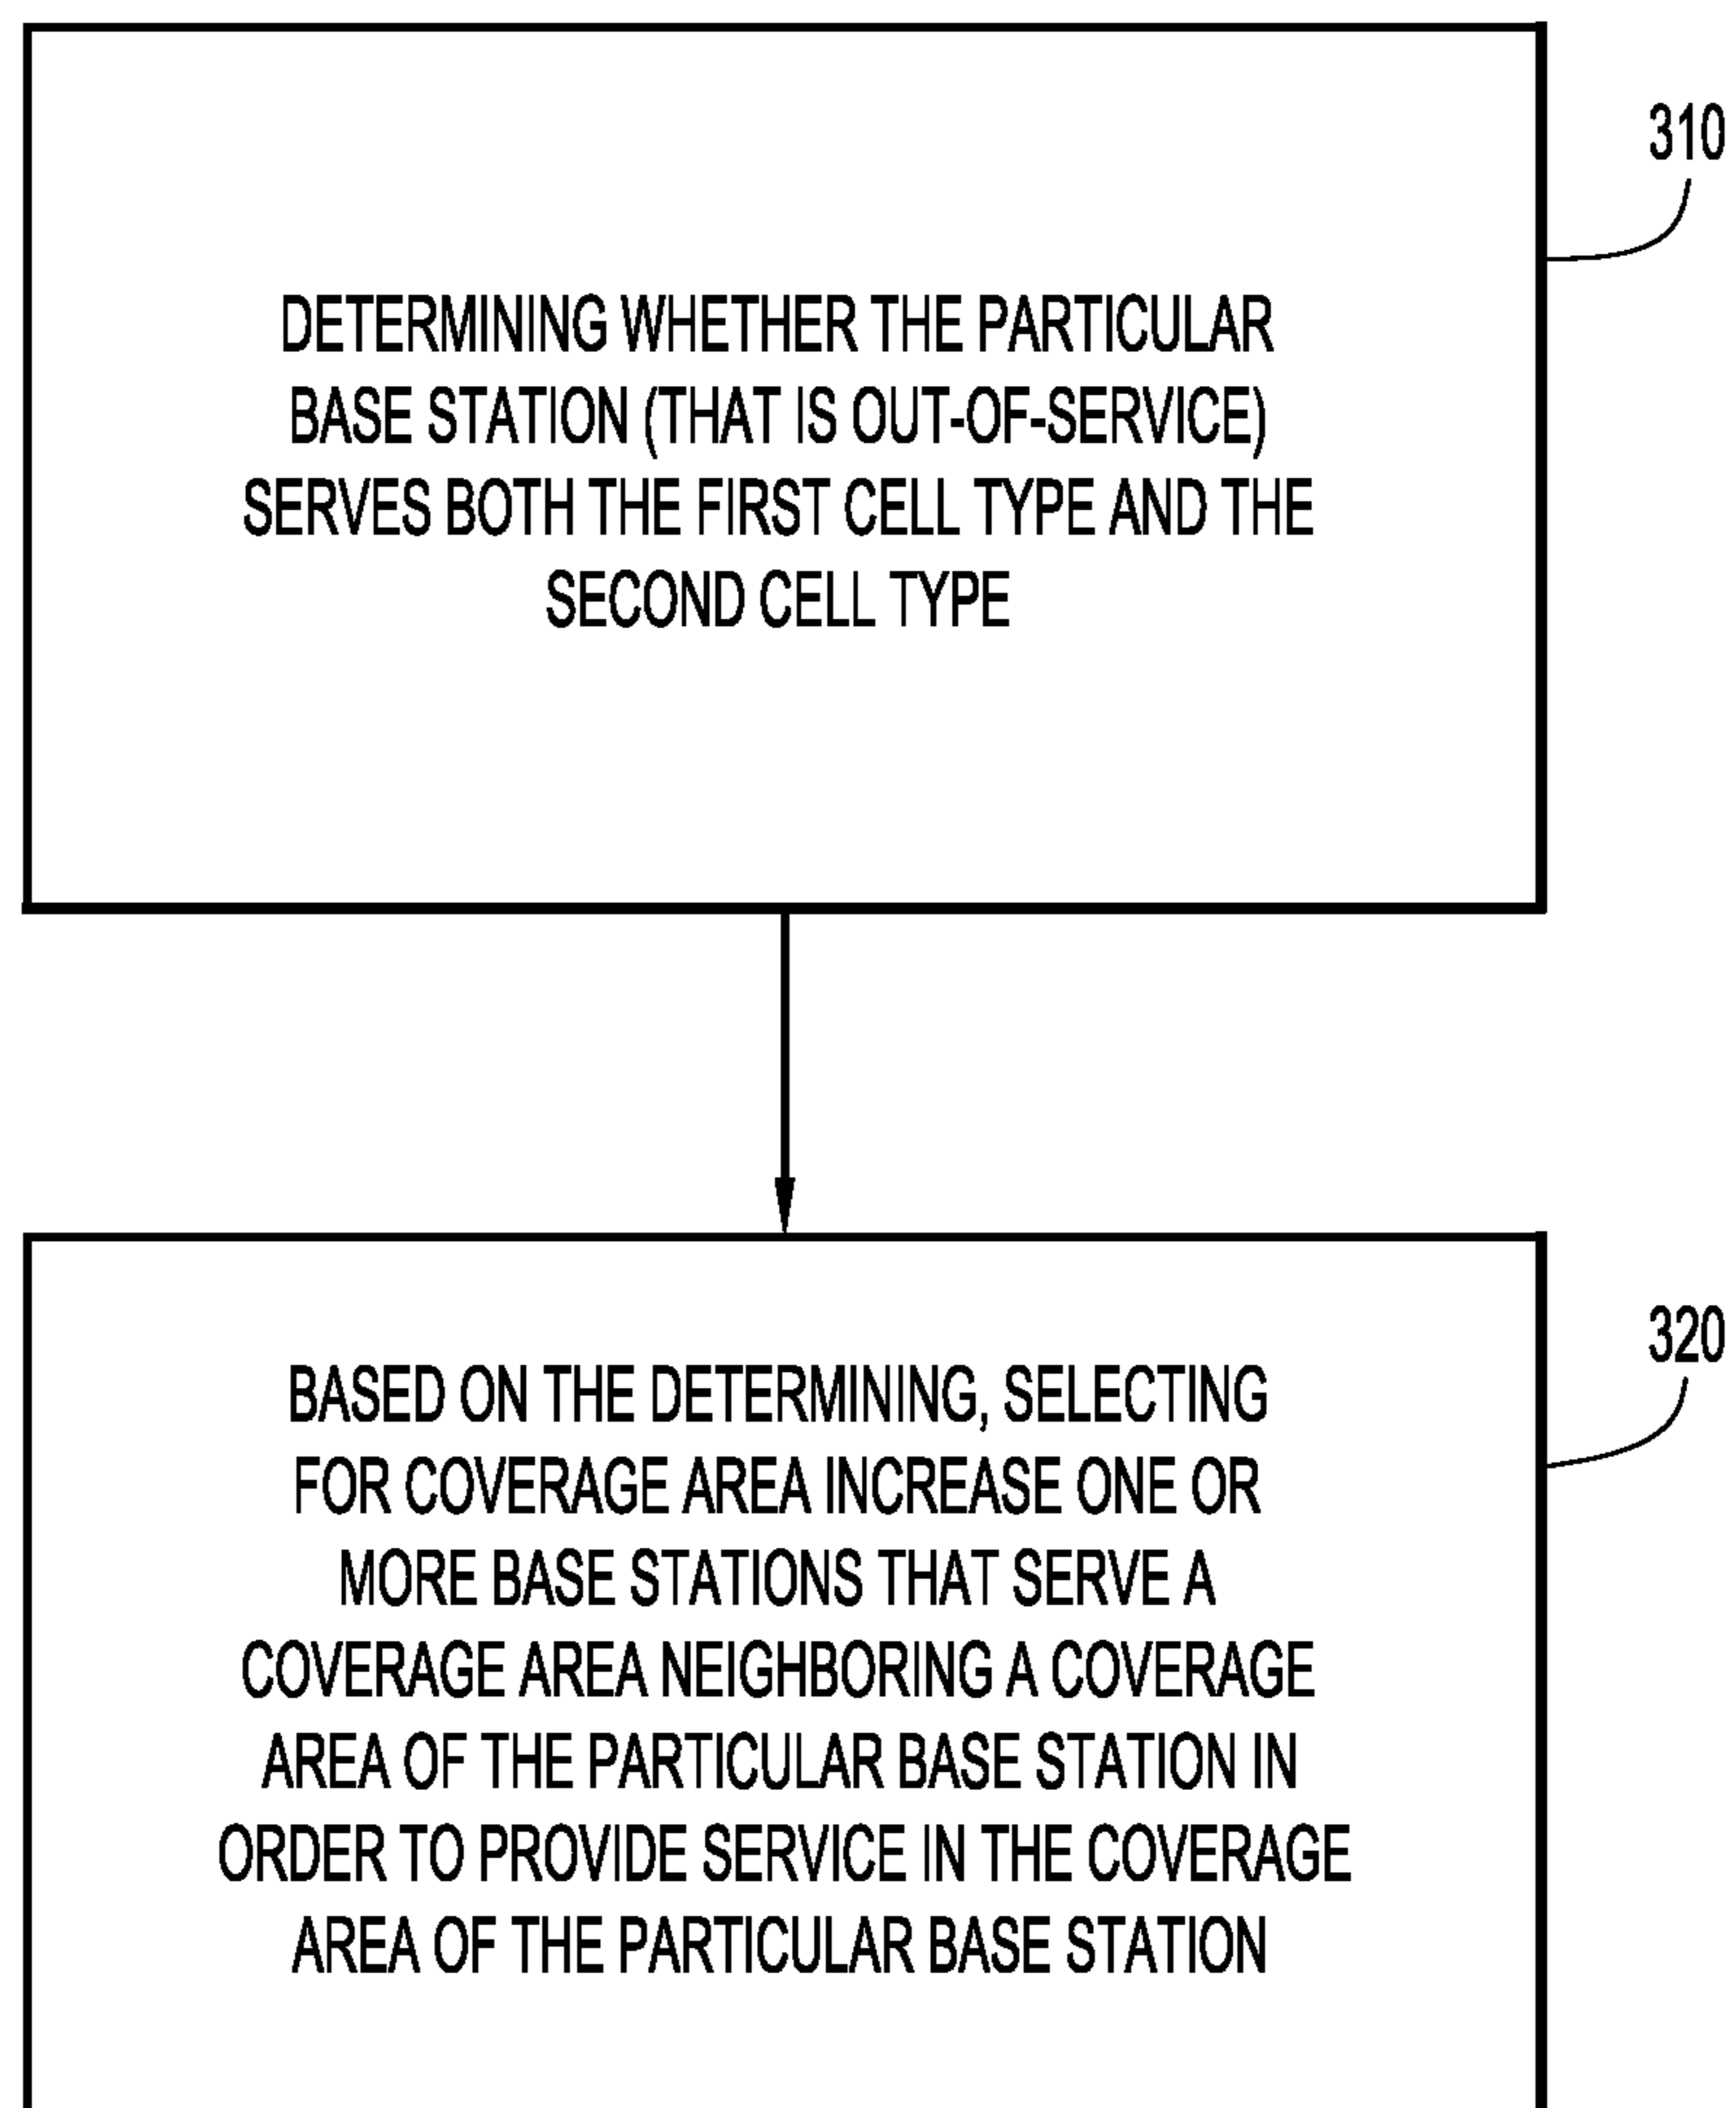 310
DETERMINING WHETHER THE PARTICULAR
BASE STATION (THAT IS OUT-OF-SERVICE)
SERVES BOTH THE FIRST CELL TYPE AND THE
SECOND CELL TYPE
320
BASED ON THE DETERMINING, SELECTING
FOR COVERAGE AREA INCREASE ONE OR
MORE BASE STATIONS THAT SERVE A
COVERAGE AREA NEIGHBORING A COVERAGE
AREA OF THE PARTICULAR BASE STATION IN
ORDER TO PROVIDE SERVICE IN THE COVERAGE
AREA OF THE PARTICULAR BASE STATION